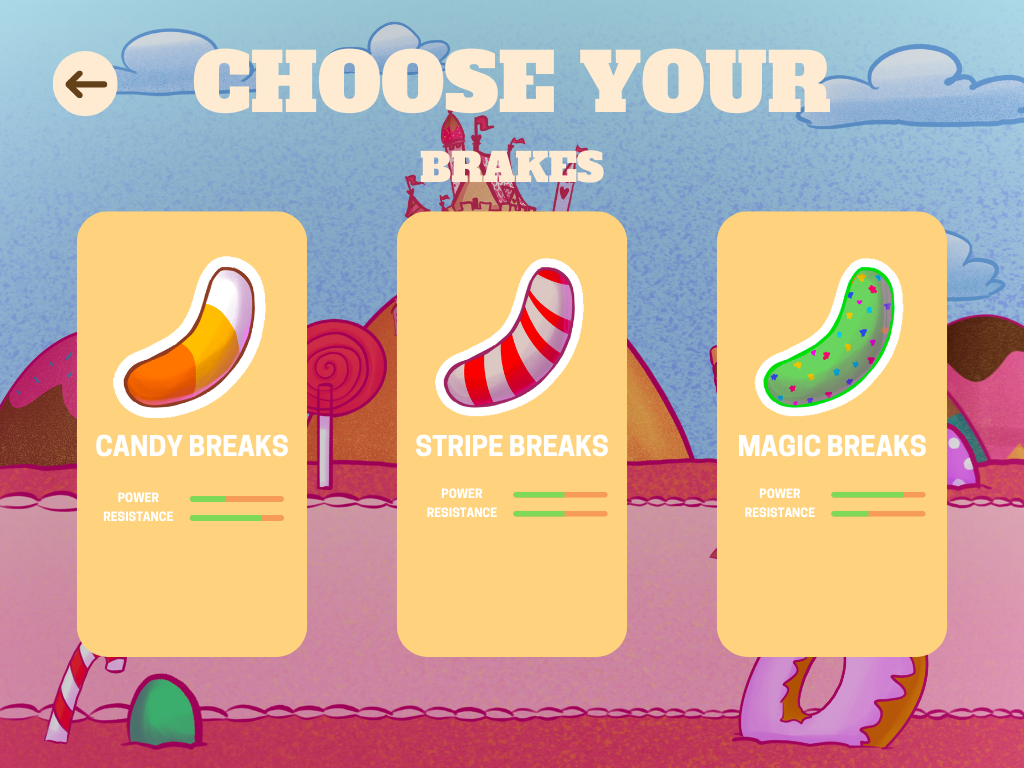 CHOOSE YOUR
BRAKES
CANDY BREAKS
POWER
RESISTANCE
STRIPE BREAKS
POWER
RESISTANCE
MAGIC BREAKS
POWER
RESISTANCE